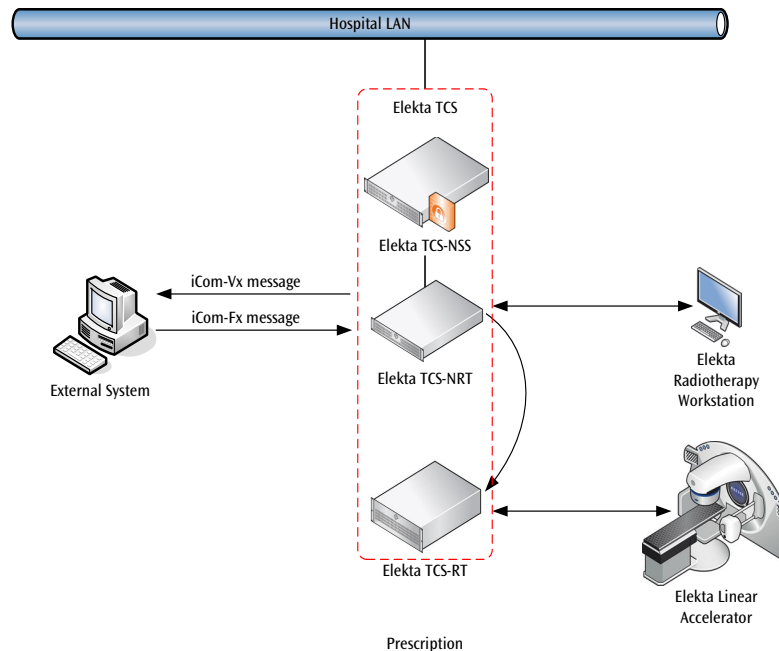 Hospital LAN
Elekta TCS
Elekta TCS-NSS
iCom-Vx message
iCom-Fx message
External System
Elekta TCS-NRT
Elekta
Radiotherapy
Workstation
Elekta TCS-RT
Elekta Linear
Accelerator
Prescription